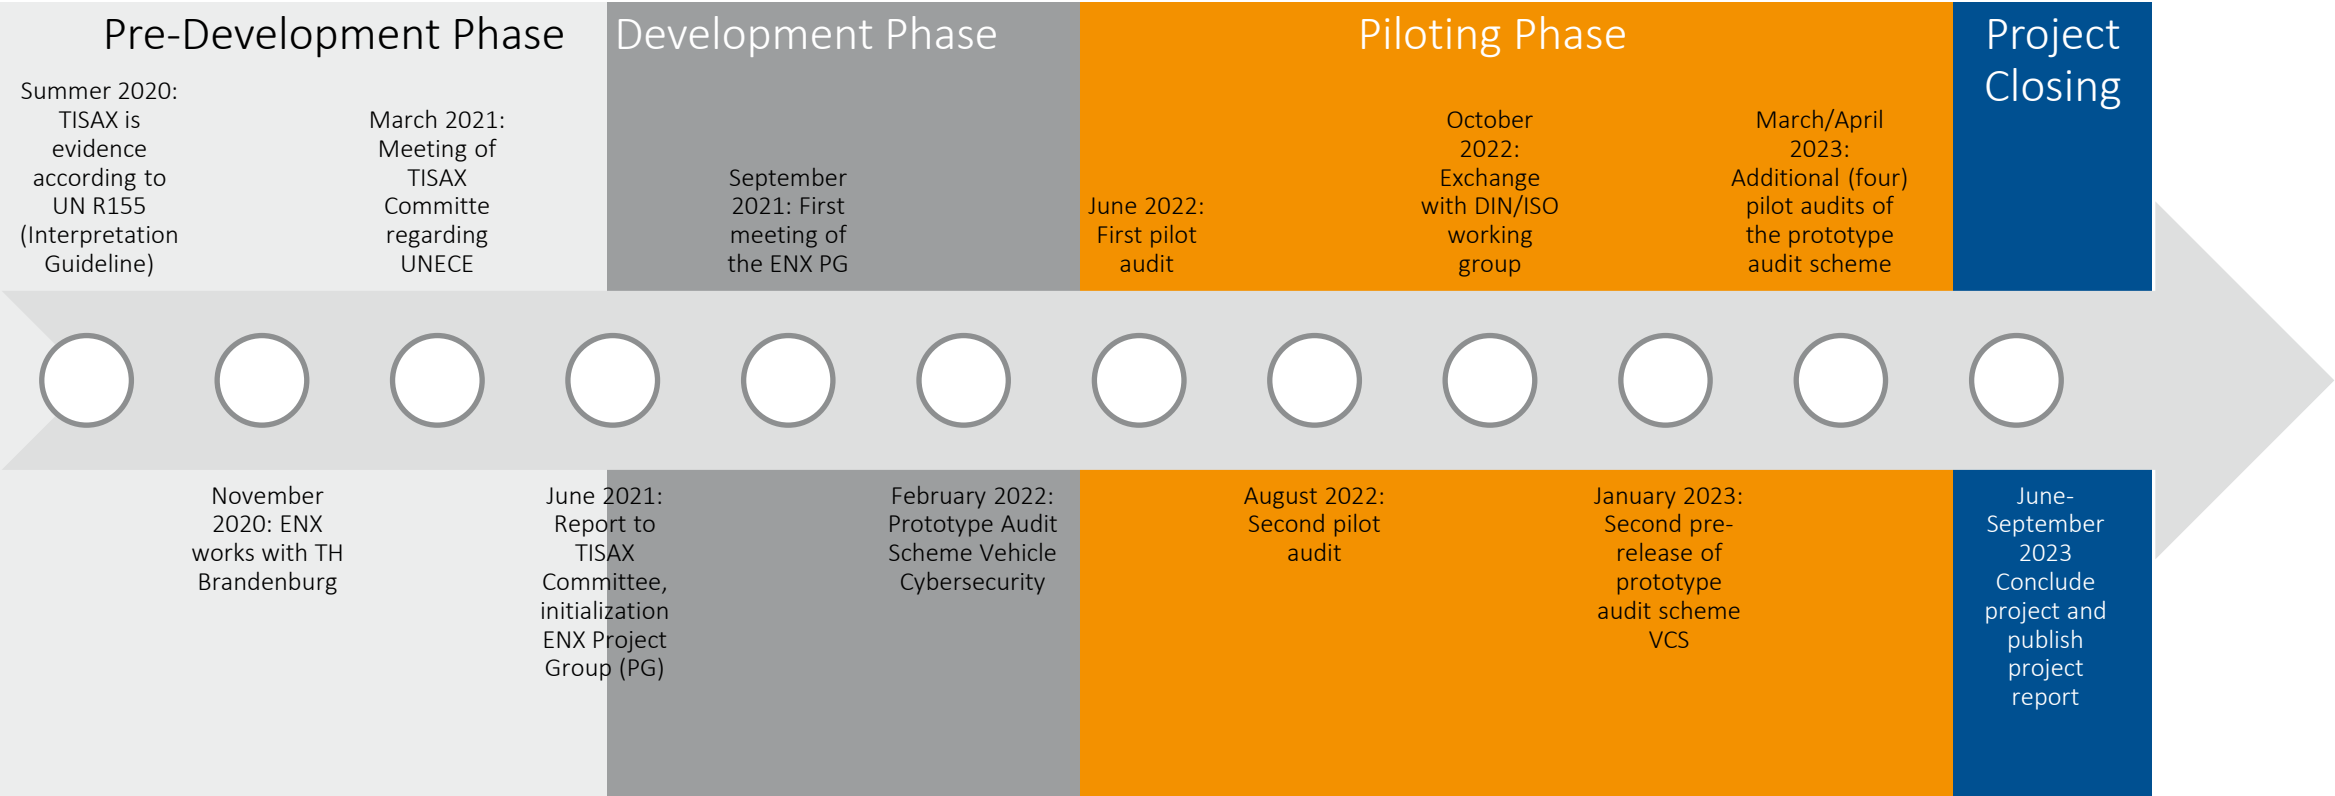 Pre-Development Phase
Development Phase
Piloting Phase
Project
Closing
Summer 2020:
TISAX is
evidence
according to
UN R155
(Interpretation
Guideline)
March 2021:
Meeting of
TISAX
Committe
regarding
UNECE
September
2021: First
meeting of
the ENX PG
June 2022:
First pilot
audit
October
2022:
Exchange
with DIN/ISO
working
group
March/April
2023:
Additional (four)
pilot audits of
the prototype
audit scheme
November
2020: ENX
works with TH
Brandenburg
June 2021:
Report to
TISAX
Committee,
initialization
ENX Project
Group (PG)
February 2022:
Prototype Audit
Scheme Vehicle
Cybersecurity
August 2022:
Second pilot
audit
January 2023:
Second pre-
release of
prototype
audit scheme
VCS
June-
September
2023
Conclude
project and
publish
project
report